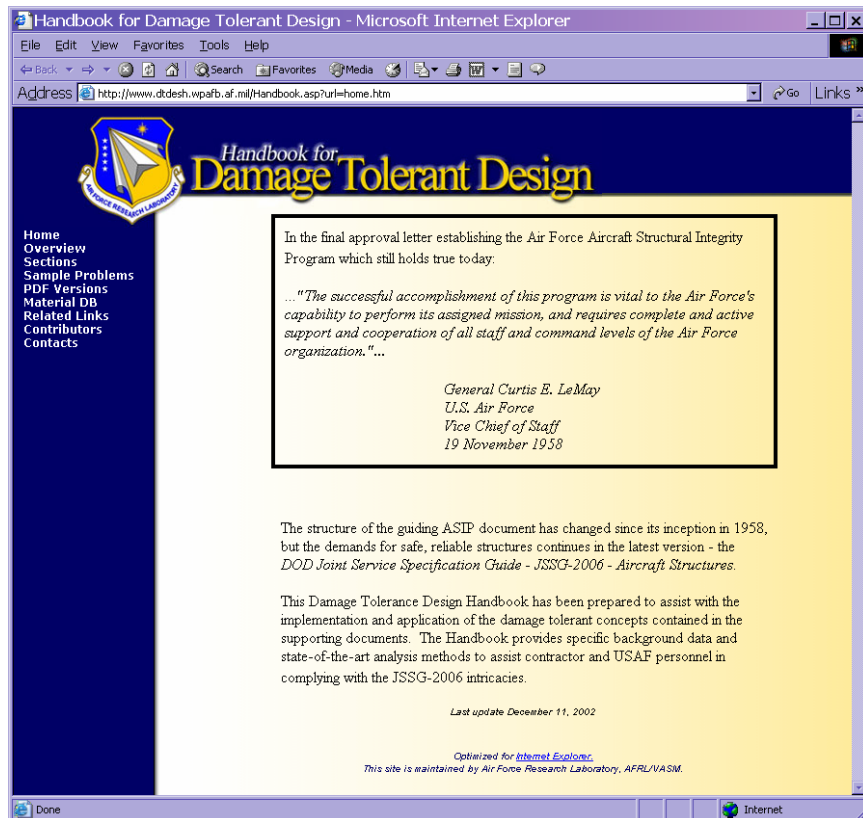 Handbook for Damage Tolerant Design - Microsoft Internet Explorer
File Edit View Favorites Tools Help
Back Search Favorites Media
Address http://www.dtdesh.wpafb.af.mil/Handbook.asp?url=home.htm Go Links »
AIR FORCE RESEARCH LABORATORY
Handbook for
Damage Tolerant Design
Home
Overview
Sections
Sample Problems
PDF Versions
Material DB
Related Links
Contributors
Contacts
In the final approval letter establishing the Air Force Aircraft Structural Integrity
Program which still holds true today:
..."The successful accomplishment of this program is vital to the Air Force's
capability to perform its assigned mission, and requires complete and active
support and cooperation of all staff and command levels of the Air Force
organization."...
General Curtis E. LeMay
U.S. Air Force
Vice Chief of Staff
19 November 1958
The structure of the guiding ASIP document has changed since its inception in 1958,
but the demands for safe, reliable structures continues in the latest version - the
DOD Joint Service Specification Guide - JSSG-2006 - Aircraft Structures.
This Damage Tolerance Design Handbook has been prepared to assist with the
implementation and application of the damage tolerant concepts contained in the
supporting documents. The Handbook provides specific background data and
state-of-the-art analysis methods to assist contractor and USAF personnel in
complying with the JSSG-2006 intricacies.
Last update December 11, 2002
Optimized for Internet Explorer.
This site is maintained by Air Force Research Laboratory, AFRL/VASM.
Done Internet